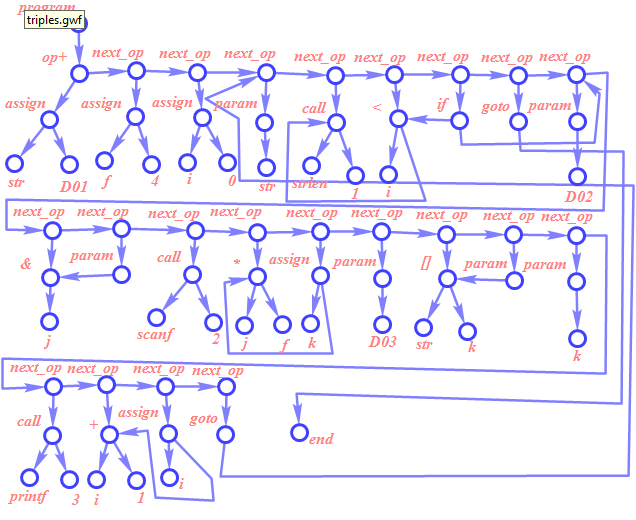 program
triples.gwf
op+ next_op next_op next_op next_op next_op next_op next_op next_op
assign assign assign param call < if goto param
str D01 f 4 i 0 str strlen 1 i D02
next_op next_op next_op next_op next_op next_op next_op next_op next_op
& param call * assign param [] param param
j scanf 2 j f k D03 str k k
next_op next_op next_op next_op
call + assign goto
end
printf 3 i 1 i